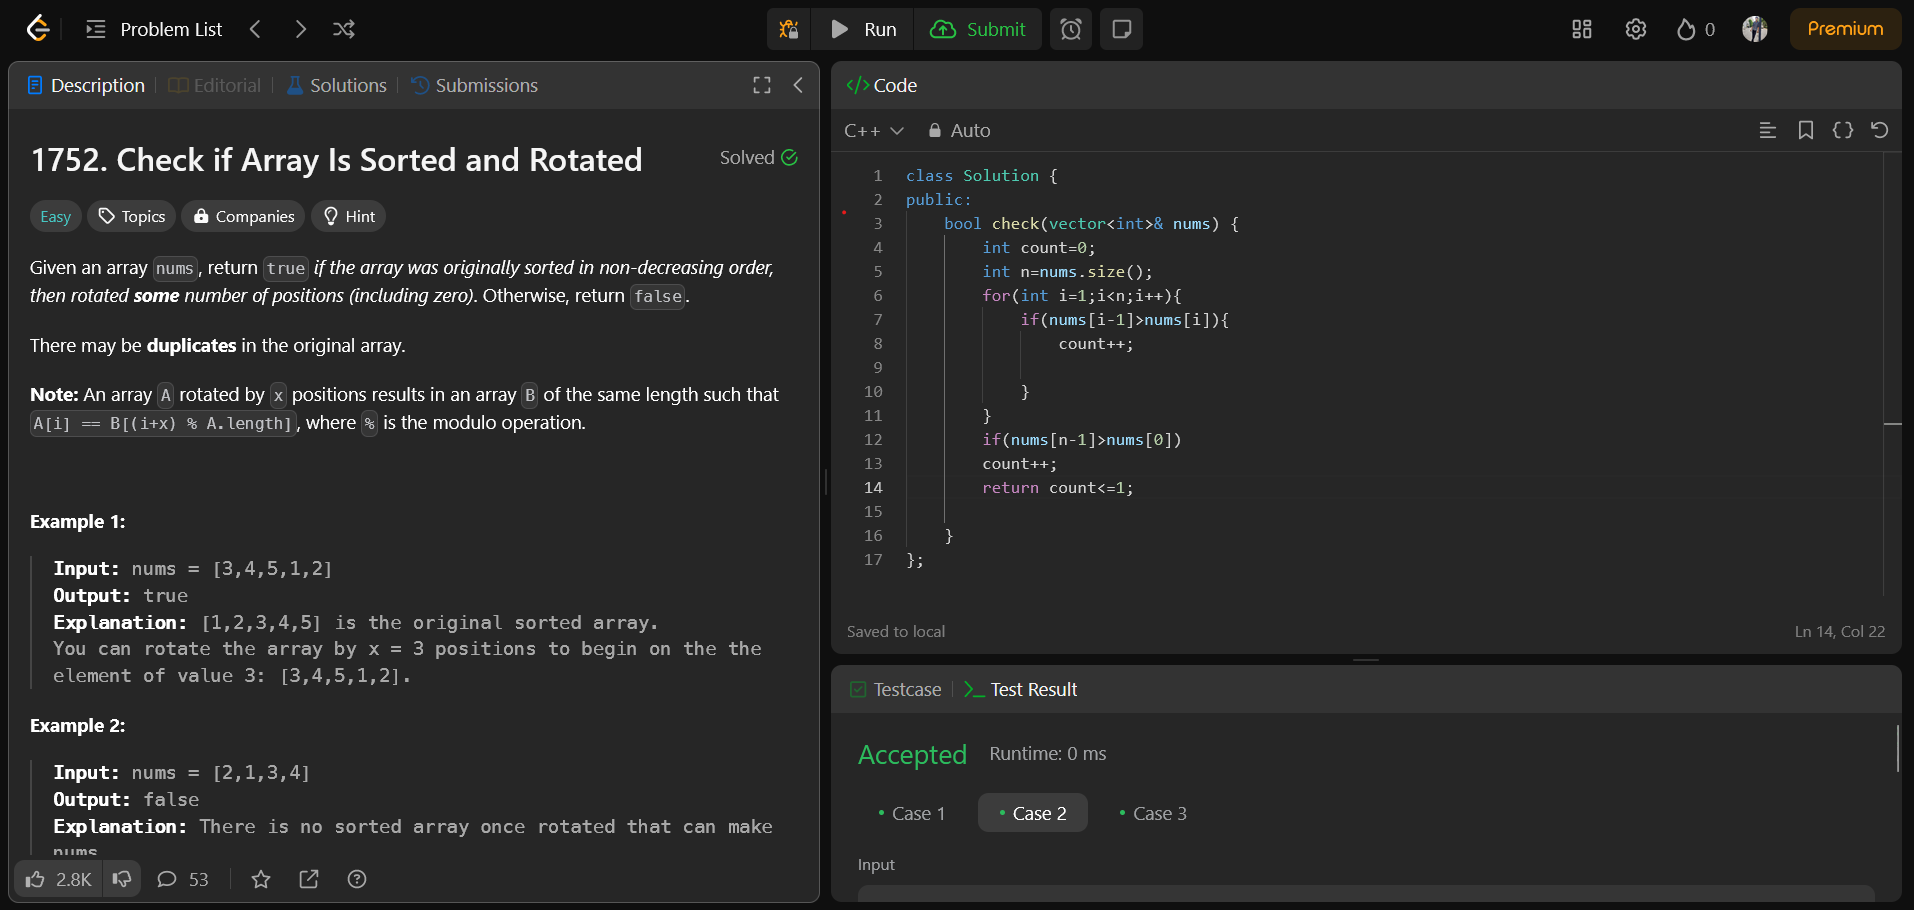 Problem List
Run
Submit
0
Premium
Description
Editorial
Solutions
Submissions
1752. Check if Array Is Sorted and Rotated
Solved
Easy
Topics
Companies
Hint
Given an array nums, return true if the array was originally sorted in non-decreasing order,
then rotated some number of positions (including zero). Otherwise, return false.
There may be duplicates in the original array.
Note: An array A rotated by x positions results in an array B of the same length such that
A[i] == B[(i+x) % A.length], where % is the modulo operation.
Example 1:
Input: nums = [3,4,5,1,2]
Output: true
Explanation: [1,2,3,4,5] is the original sorted array.
You can rotate the array by x = 3 positions to begin on the the
element of value 3: [3,4,5,1,2].
Example 2:
Input: nums = [2,1,3,4]
Output: false
Explanation: There is no sorted array once rotated that can make
nums
2.8K
53
</> Code
C++
Auto
1 class Solution {
2 public:
3 bool check(vector<int>& nums) {
4 int count=0;
5 int n=nums.size();
6 for(int i=1;i<n;i++){
7 if(nums[i-1]>nums[i]){
8 count++;
9
10 }
11 }
12 if(nums[n-1]>nums[0])
13 count++;
14 return count<=1;
15
16 }
17 };
Saved to local
Ln 14, Col 22
Testcase
Test Result
Accepted
Runtime: 0 ms
Case 1
Case 2
Case 3
Input